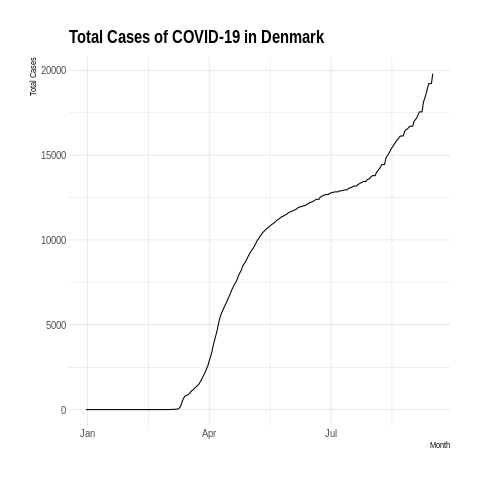 Total Cases of COVID-19 in Denmark
Total Cases
20000
15000
10000
5000
0
Jan Apr Jul
Month